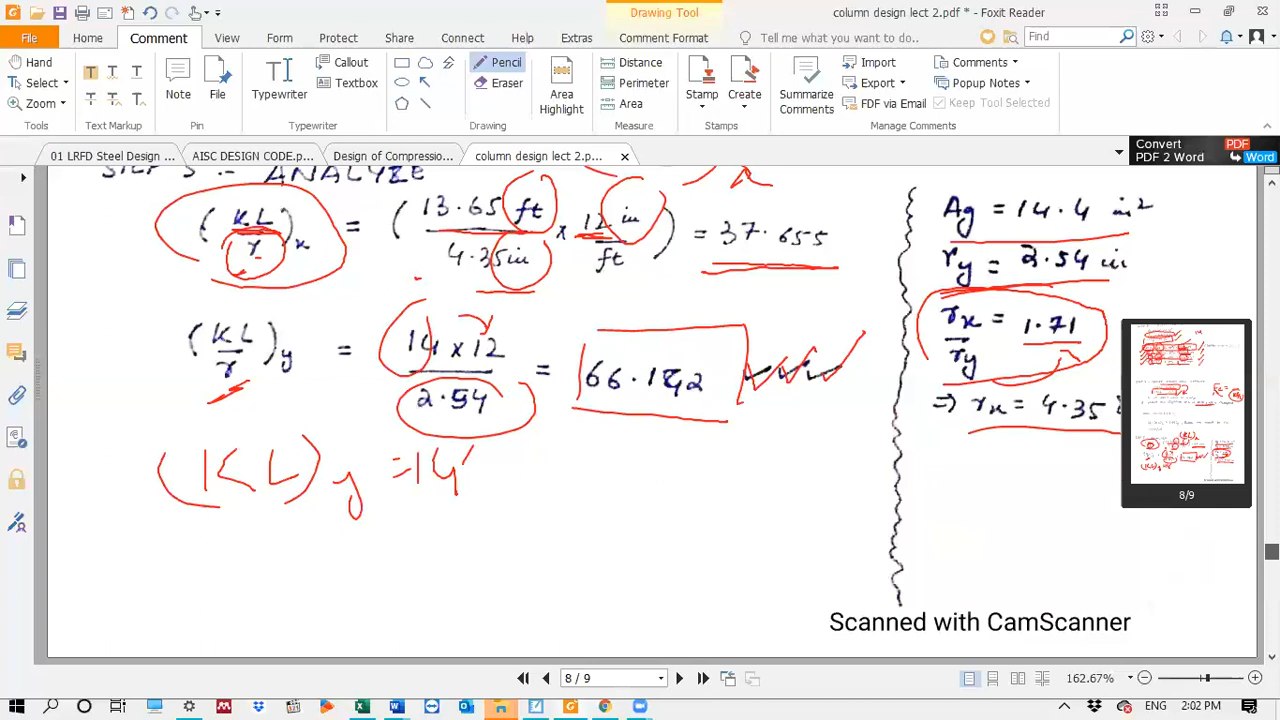 column design lect 2.pdf * - Foxit Reader
Drawing Tool
File Home Comment View Form Protect Share Connect Help Extras Comment Format Tell me what you want to do.. Find
Hand
Select
Zoom
Tools
Text Markup
Note
File
Pin
Typewriter
Callout
Textbox
Typewriter
Pencil
Eraser
Drawing
Area Highlight
Distance
Perimeter
Area
Measure
Stamp
Create
Stamps
Summarize Comments
Import
Export
FDF via Email
Comments
Popup Notes
Keep Tool Selected
Manage Comments
01 LRFD Steel Design ... AISC DESIGN CODE.p... Design of Compressio... column design lect 2.p...
Convert PDF
PDF 2 Word Word
ANALYZE
(KL/r)x = (13.65 ft / 4.35 in × 12 in / ft) = 37.655
(KL/r)y = 14 × 12 / 2.54 = 66.142
(KL)y = 14'
Ag = 14.4 in²
ry = 2.54 in
rx/ry = 1.71
⇒ rx = 4.35
8/9
Scanned with CamScanner
8 / 9
162.67%
ENG 2:02 PM